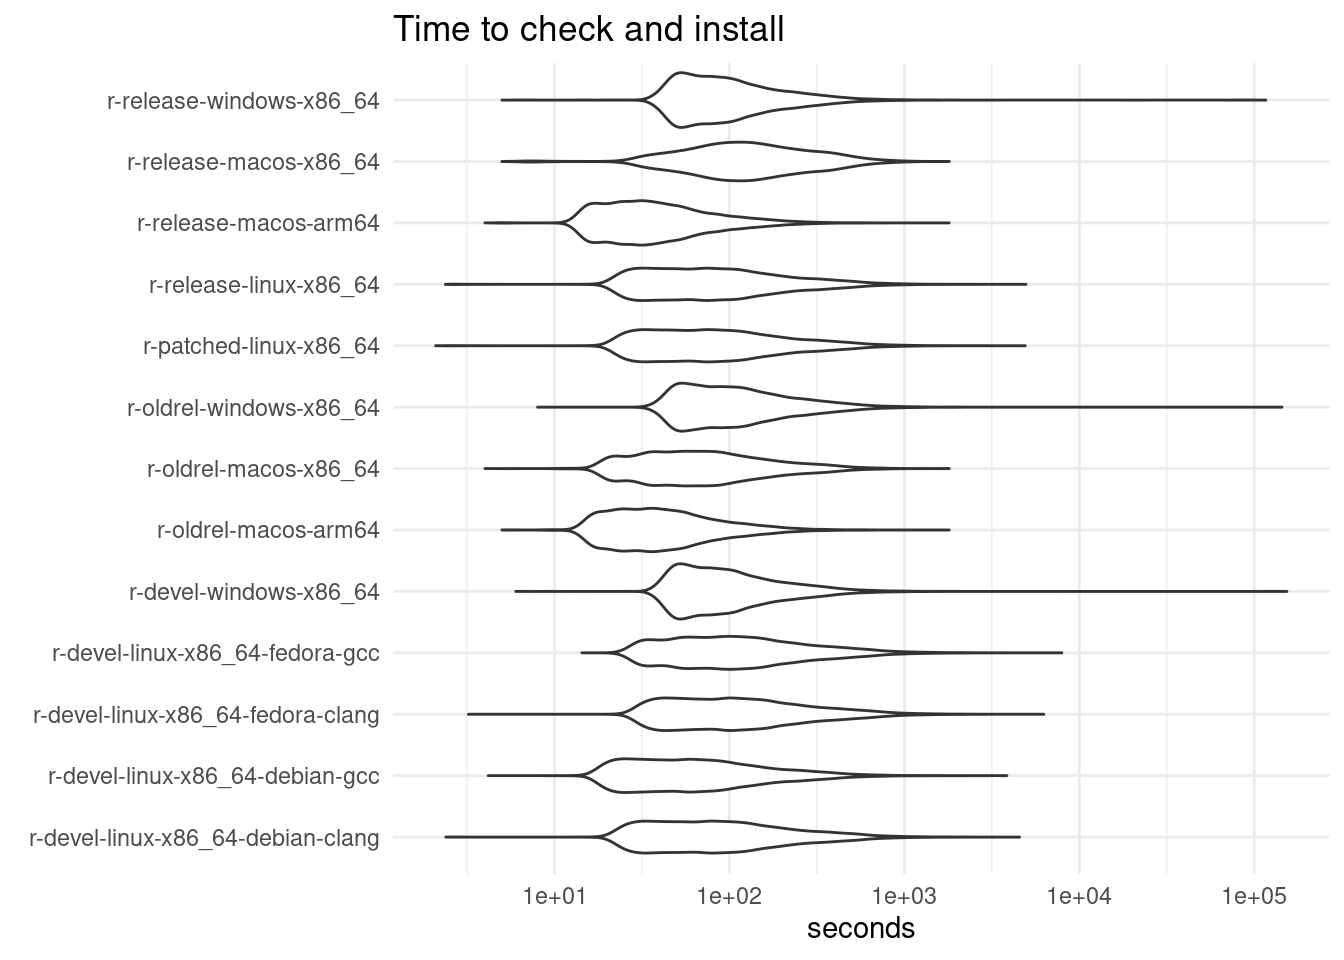 Time to check and install
r-release-windows-x86_64
r-release-macos-x86_64
r-release-macos-arm64
r-release-linux-x86_64
r-patched-linux-x86_64
r-oldrel-windows-x86_64
r-oldrel-macos-x86_64
r-oldrel-macos-arm64
r-devel-windows-x86_64
r-devel-linux-x86_64-fedora-gcc
r-devel-linux-x86_64-fedora-clang
r-devel-linux-x86_64-debian-gcc
r-devel-linux-x86_64-debian-clang
1e+01 1e+02 1e+03 1e+04 1e+05
seconds